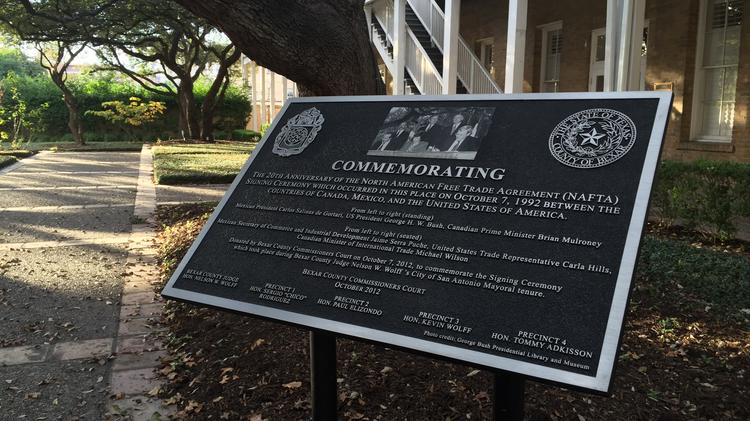 THE STATE OF TEXAS
COUNTY OF BEXAR
COMMEMORATING
THE 20TH ANNIVERSARY OF THE NORTH AMERICAN FREE TRADE AGREEMENT (NAFTA)
SIGNING CEREMONY WHICH OCCURRED IN THIS PLACE ON OCTOBER 7, 1992 BETWEEN THE
COUNTRIES OF CANADA, MEXICO, AND THE UNITED STATES OF AMERICA.
From left to right (standing)
Mexican President Carlos Salinas de Gortari, US President George H. W. Bush, Canadian Prime Minister Brian Mulroney
From left to right (seated)
Mexican Secretary of Commerce and Industrial Development Jaime Serra Puche, United States Trade Representative Carla Hills,
Canadian Minister of International Trade Michael Wilson
Donated by Bexar County Commissioners Court on October 7, 2012, to commemorate the Signing Ceremony
which took place during Bexar County Judge Nelson W. Wolff's City of San Antonio Mayoral tenure.
BEXAR COUNTY COMMISSIONERS COURT
OCTOBER 2012
BEXAR COUNTY JUDGE
HON. NELSON W. WOLFF
PRECINCT 1
HON. SERGIO "CHICO"
RODRIGUEZ
PRECINCT 2
HON. PAUL ELIZONDO
PRECINCT 3
HON. KEVIN WOLFF
PRECINCT 4
HON. TOMMY ADKISSON
Photo credit: George Bush Presidential Library and Museum